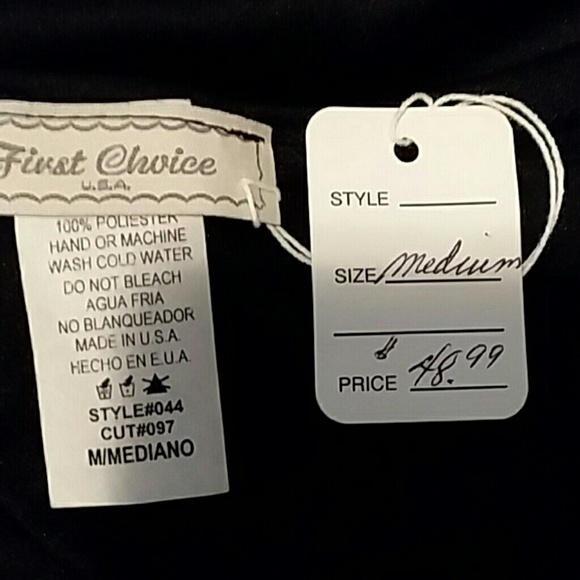 First Choice
U.S.A.
100% POLIESTER
HAND OR MACHINE
WASH COLD WATER
DO NOT BLEACH
AGUA FRIA
NO BLANQUEADOR
MADE IN U.S.A.
HECHO EN E.U.A.
STYLE#044
CUT#097
M/MEDIANO
STYLE
SIZE Medium
PRICE $48.99